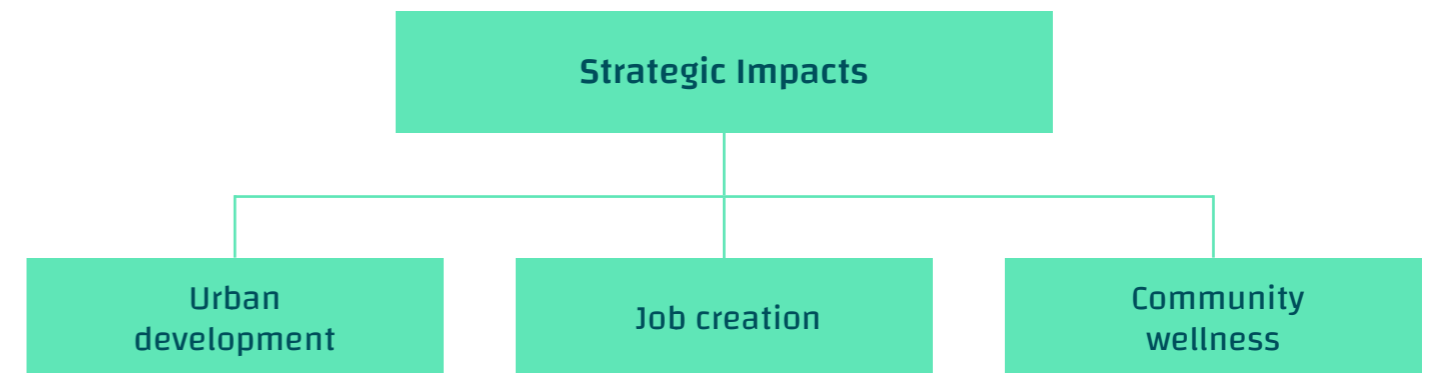 Strategic Impacts
Urban
development
Job creation
Community
wellness